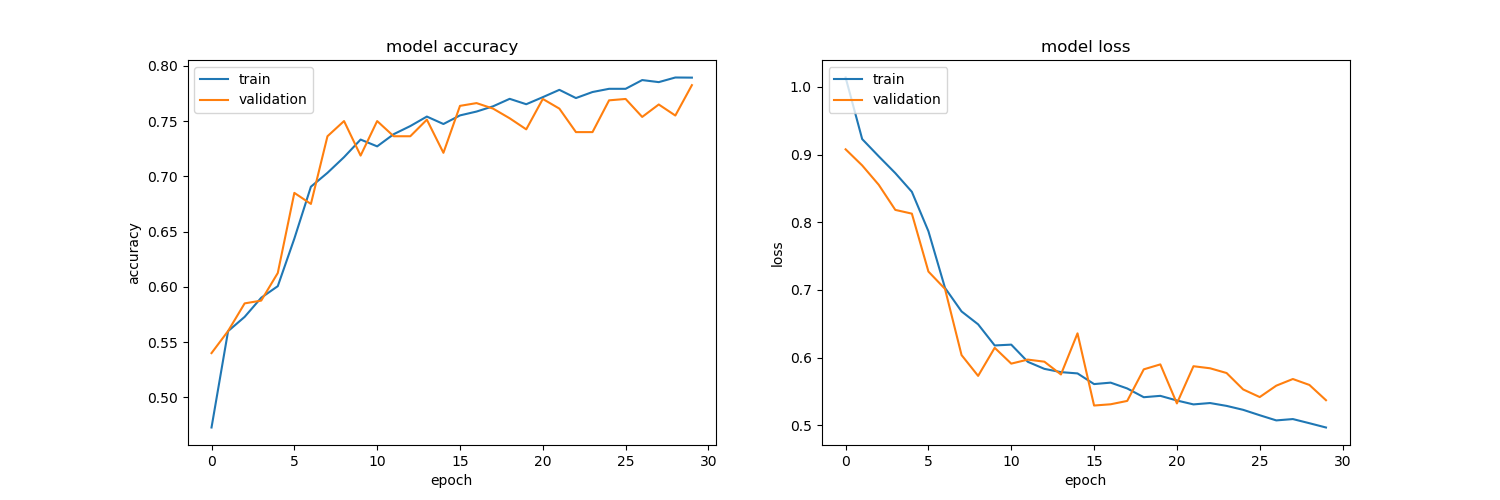 model accuracy
train
validation
0.80
0.75
0.70
0.65
0.60
0.55
0.50
accuracy
0 5 10 15 20 25 30
epoch
model loss
train
validation
1.0
0.9
0.8
0.7
0.6
0.5
loss
0 5 10 15 20 25 30
epoch